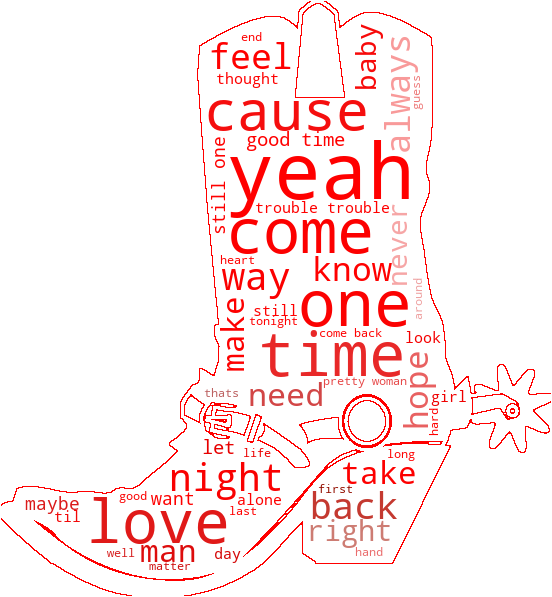 end
feel
baby
thought
always
guess
cause
good time
still one
yeah
trouble trouble
come
never
heart
way
know
around
make
still
one
tonight
come back
time
look
hope
pretty woman
thats
need
girl
hard
let
life
long
night
take
first
maybe
good
want
alone
back
til
love
last
right
well
man
day
hand
matter